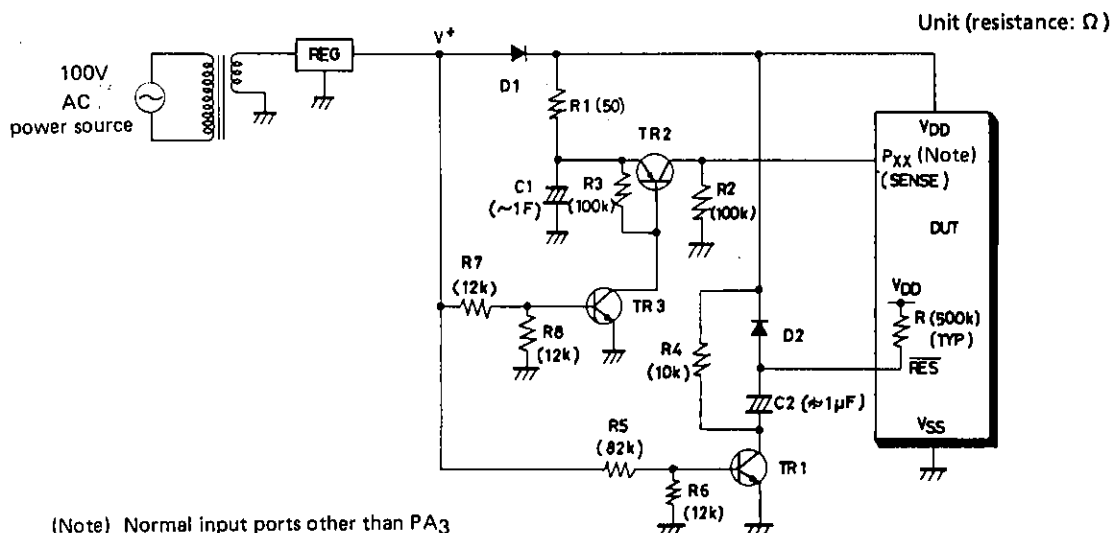 Unit (resistance: Ω )
V+
REG
100V
AC
power source
D1
R1 (50)
TR2
VDD
PXX (Note)
(SENSE)
C1
(~1F)
R3
(100k)
R2
(100k)
DUT
R7
(12k)
TR3
VDD
R8
(12k)
D2
R (500k)
(TYP)
R4
(10k)
RES
C2 (≈1μF)
R5
(82k)
VSS
TR1
R6
(12k)
(Note) Normal input ports other than PA3